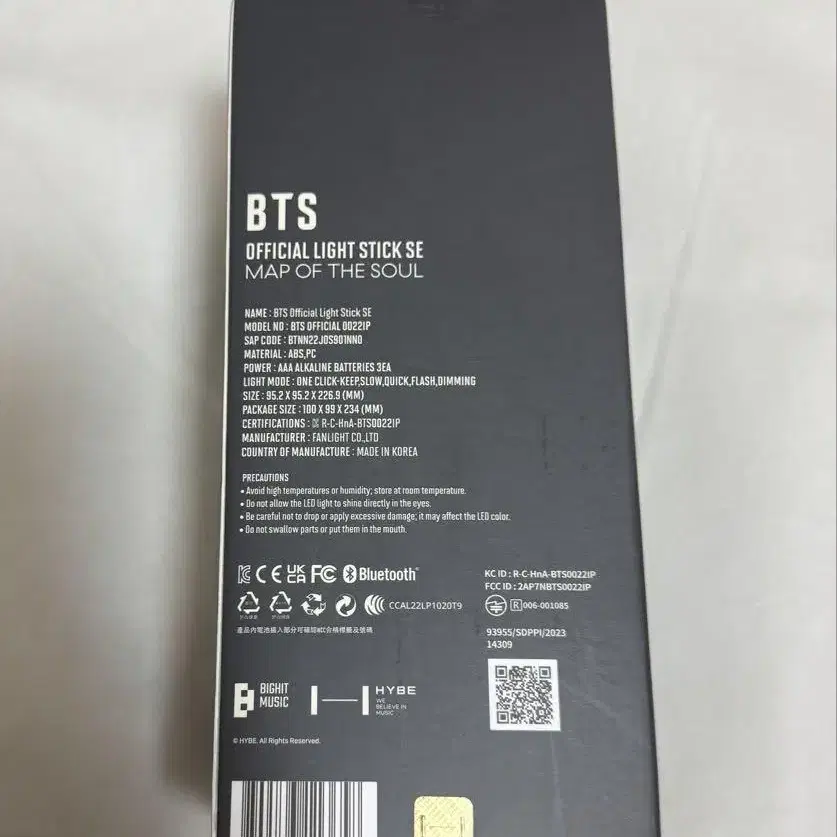 BTS
OFFICIAL LIGHT STICK SE
MAP OF THE SOUL
NAME : BTS Official Light Stick SE
MODEL NO : BTS OFFICIAL 0022IP
SAP CODE : BTNN22J0S901NN0
MATERIAL : ABS,PC
POWER : AAA ALKALINE BATTERIES 3EA
LIGHT MODE : ONE CLICK-KEEP,SLOW,QUICK,FLASH,DIMMING
SIZE : 95.2 X 95.2 X 226.9 (MM)
PACKAGE SIZE : 100 X 99 X 234 (MM)
CERTIFICATIONS : R-C-HnA-BTS0022IP
MANUFACTURER : FANLIGHT CO.,LTD
COUNTRY OF MANUFACTURE : MADE IN KOREA
PRECAUTIONS
• Avoid high temperatures or humidity; store at room temperature.
• Do not allow the LED light to shine directly in the eyes.
• Be careful not to drop or apply excessive damage; it may affect the LED color.
• Do not swallow parts or put them in the mouth.
CE UKCA FC Bluetooth®
KC ID : R-C-HnA-BTS0022IP
FCC ID : 2AP7NBTS0022IP
CCAL22LP1020T9
R 006-001085
93955/SDPPI/2023
14309
BIGHIT
MUSIC
HYBE
WE
BELIEVE IN
MUSIC
© HYBE. All Rights Reserved.